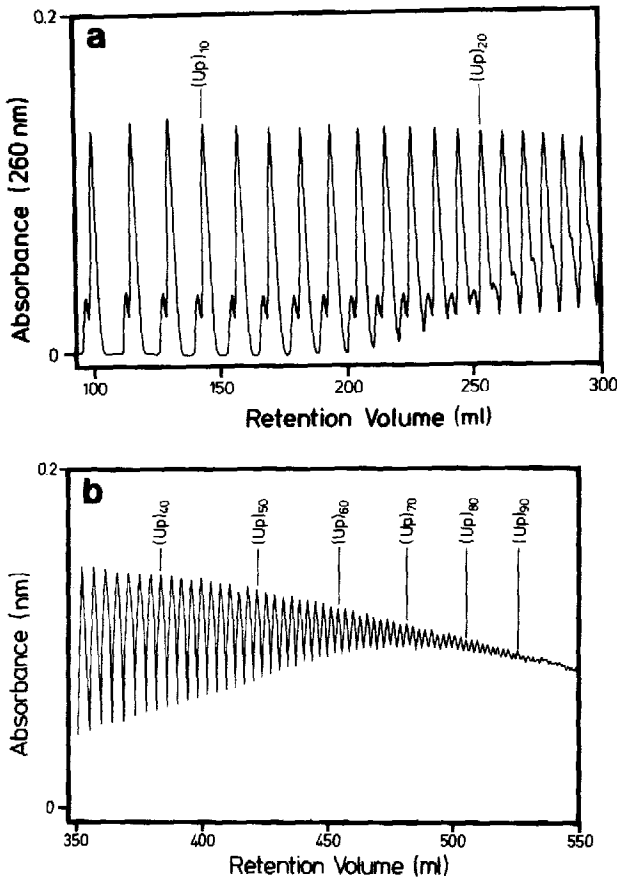 0.2
a
(Up)10
(Up)20
Absorbance (260 nm)
0
100
150
200
250
300
Retention Volume (ml)
0.2
b
(Up)40
(Up)50
(Up)60
(Up)70
(Up)80
(Up)90
Absorbance (nm)
0
350
400
450
500
550
Retention Volume (ml)